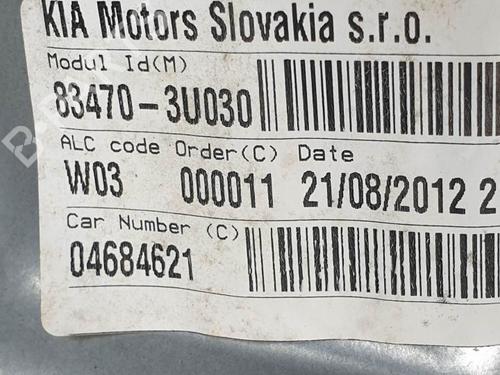 KIA Motors Slovakia s.r.o.
Modul Id(M)
83470-3U030
ALC code Order(C) Date
W03 000011 21/08/2012 2
Car Number (C)
04684621